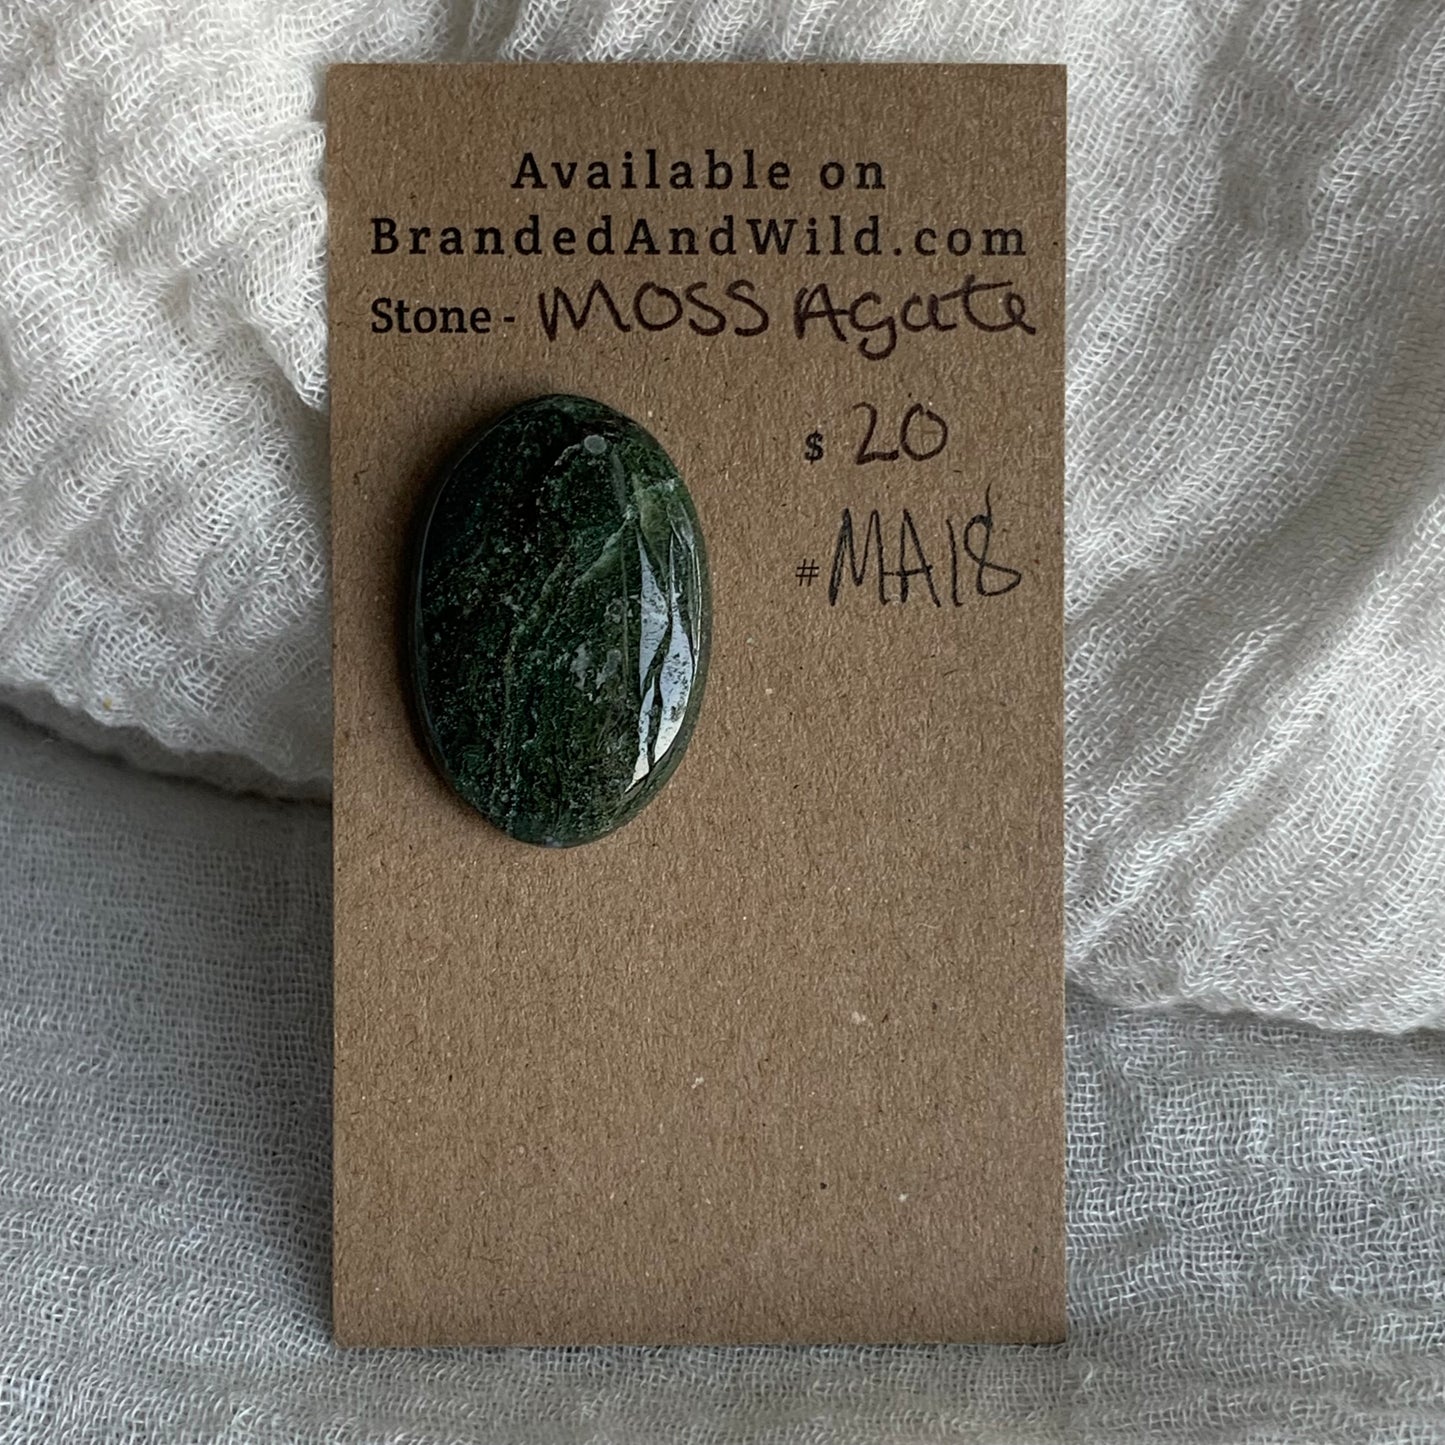 Available on
BrandedAndWild.com
Stone - Moss Agate
$ 20
# MA18